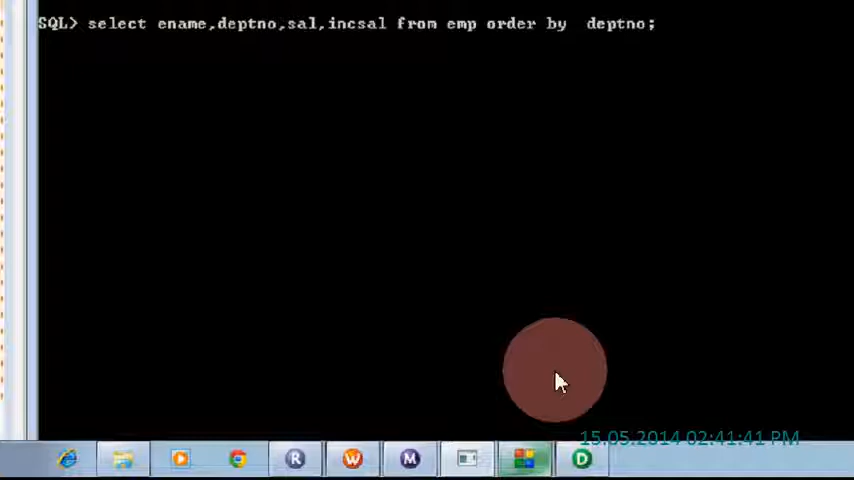 SQL> select ename,deptno,sal,incsal from emp order by  deptno;
15.05.2014 02:41:41 PM
R
W
M
D